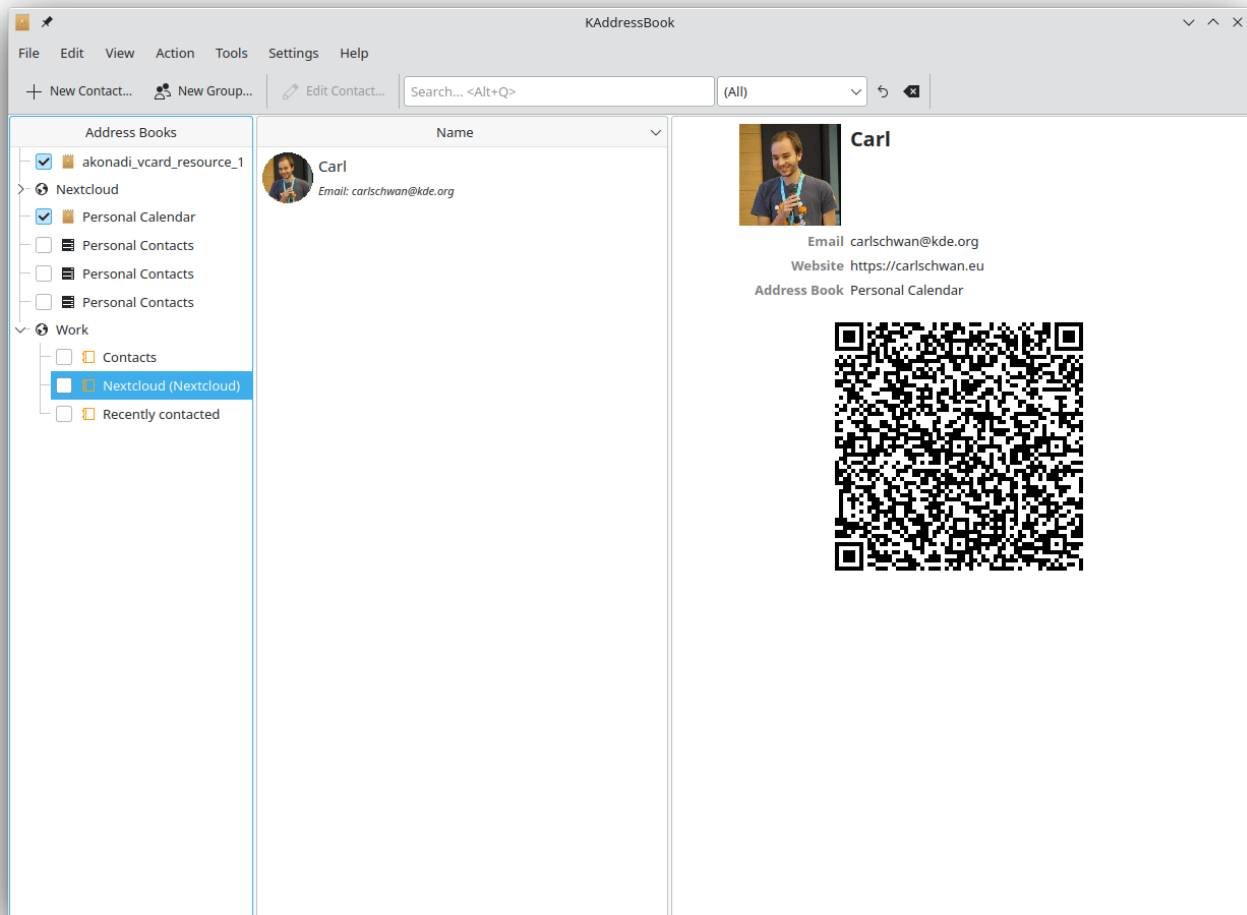 KAddressBook
File Edit View Action Tools Settings Help
New Contact... New Group... Edit Contact... Search... <Alt+Q> (All)
Address Books
akonadi_vcard_resource_1
Nextcloud
Personal Calendar
Personal Contacts
Personal Contacts
Personal Contacts
Work
Contacts
Nextcloud (Nextcloud)
Recently contacted
Name
Carl
Email: carlschwan@kde.org
Carl
Email carlschwan@kde.org
Website https://carlschwan.eu
Address Book Personal Calendar